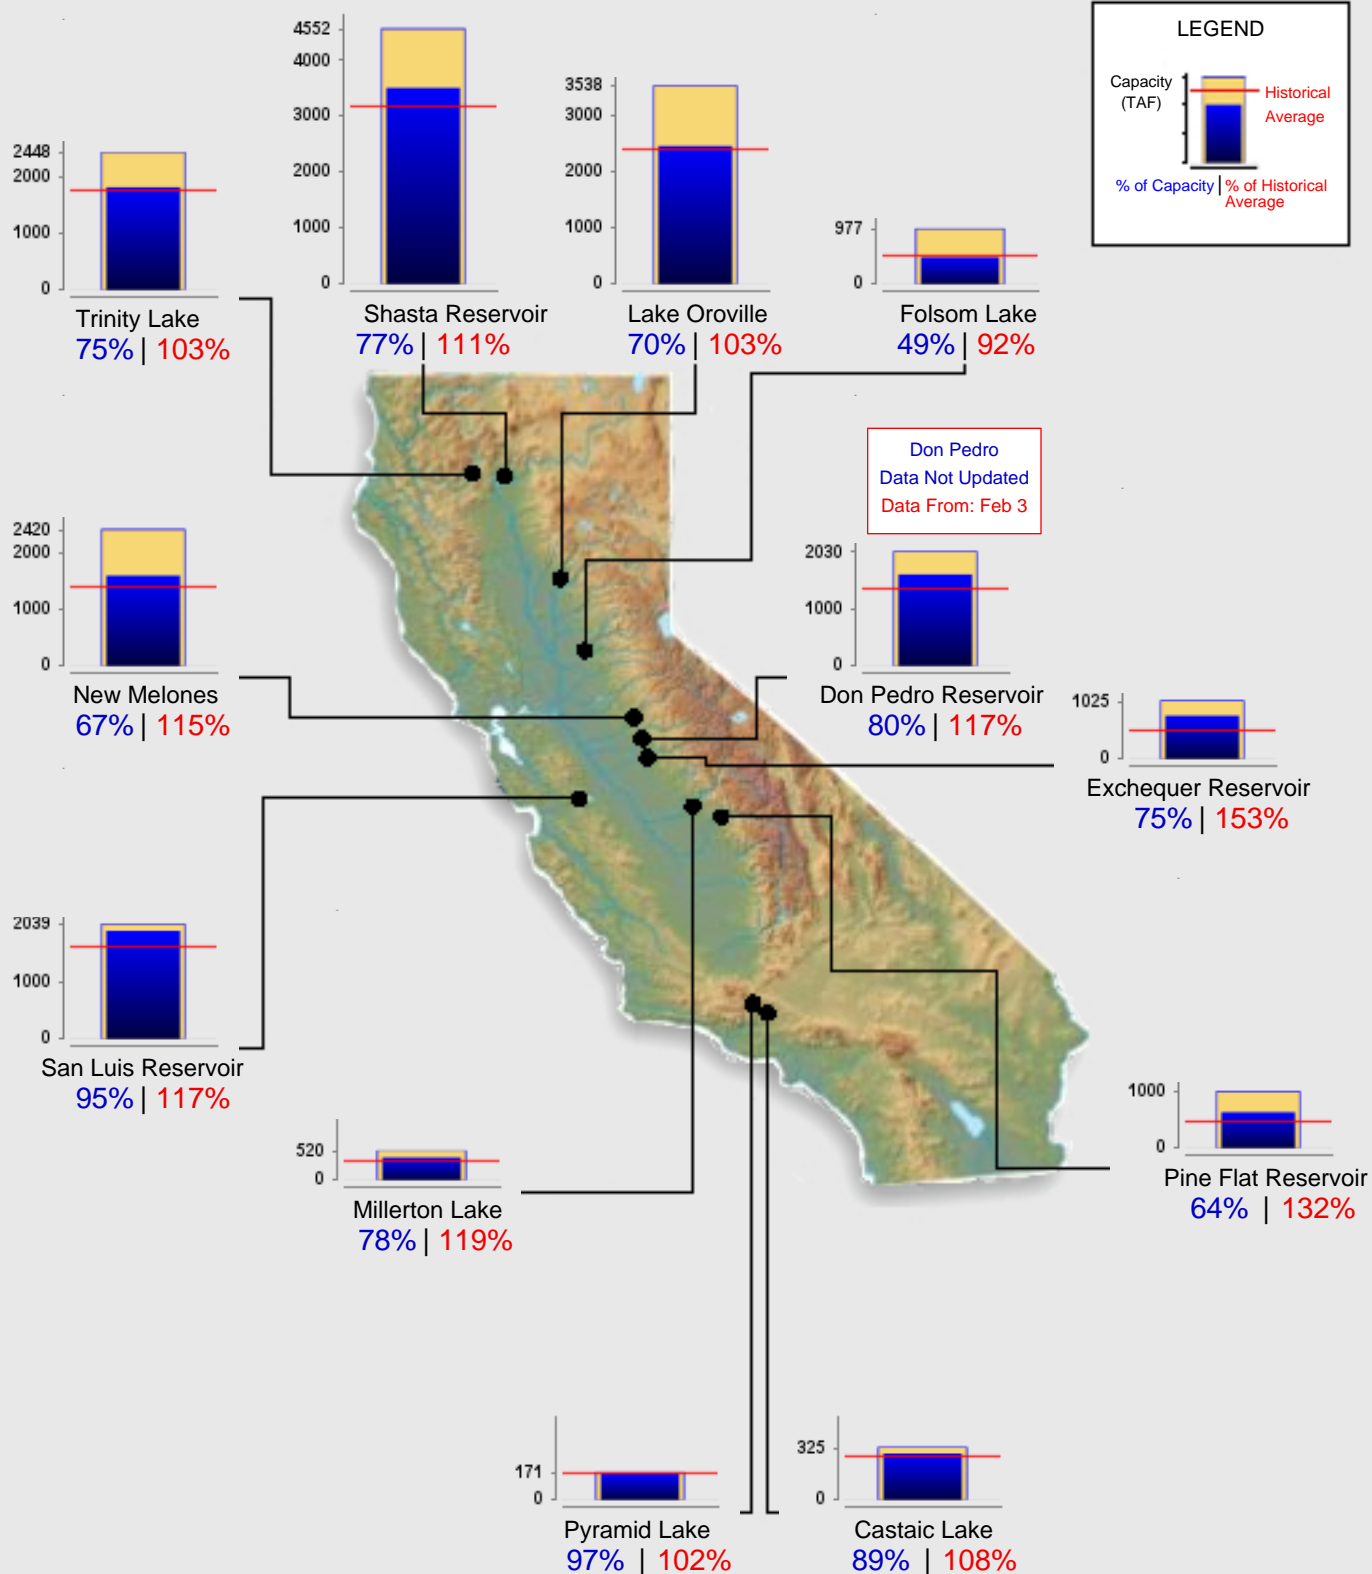 LEGEND
Capacity
(TAF)
Historical
Average
% of Capacity | % of Historical
Average
4552
4000
3000
2000
1000
0
Shasta Reservoir
77% | 111%
3538
3000
2000
1000
0
Lake Oroville
70% | 103%
2448
2000
1000
0
Trinity Lake
75% | 103%
977
0
Folsom Lake
49% | 92%
Don Pedro
Data Not Updated
Data From: Feb 3
2420
2000
1000
0
New Melones
67% | 115%
2030
1000
0
Don Pedro Reservoir
80% | 117%
1025
0
Exchequer Reservoir
75% | 153%
2039
1000
0
San Luis Reservoir
95% | 117%
520
0
Millerton Lake
78% | 119%
1000
0
Pine Flat Reservoir
64% | 132%
171
0
Pyramid Lake
97% | 102%
325
0
Castaic Lake
89% | 108%